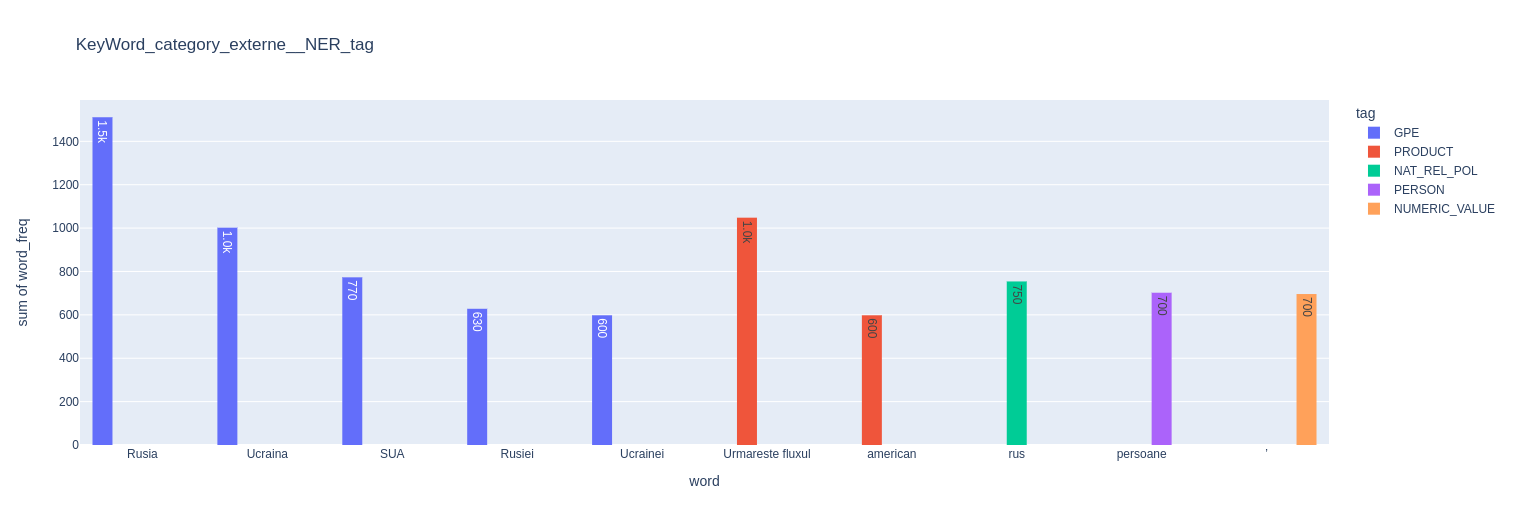 KeyWord_category_externe__NER_tag
tag
GPE
PRODUCT
NAT_REL_POL
PERSON
NUMERIC_VALUE
sum of word_freq
1400
1200
1000
800
600
400
200
0
1.5k
1.0k
770
630
600
1.0k
600
750
700
700
Rusia
Ucraina
SUA
Rusiei
Ucrainei
Urmareste fluxul
american
rus
persoane
,
word